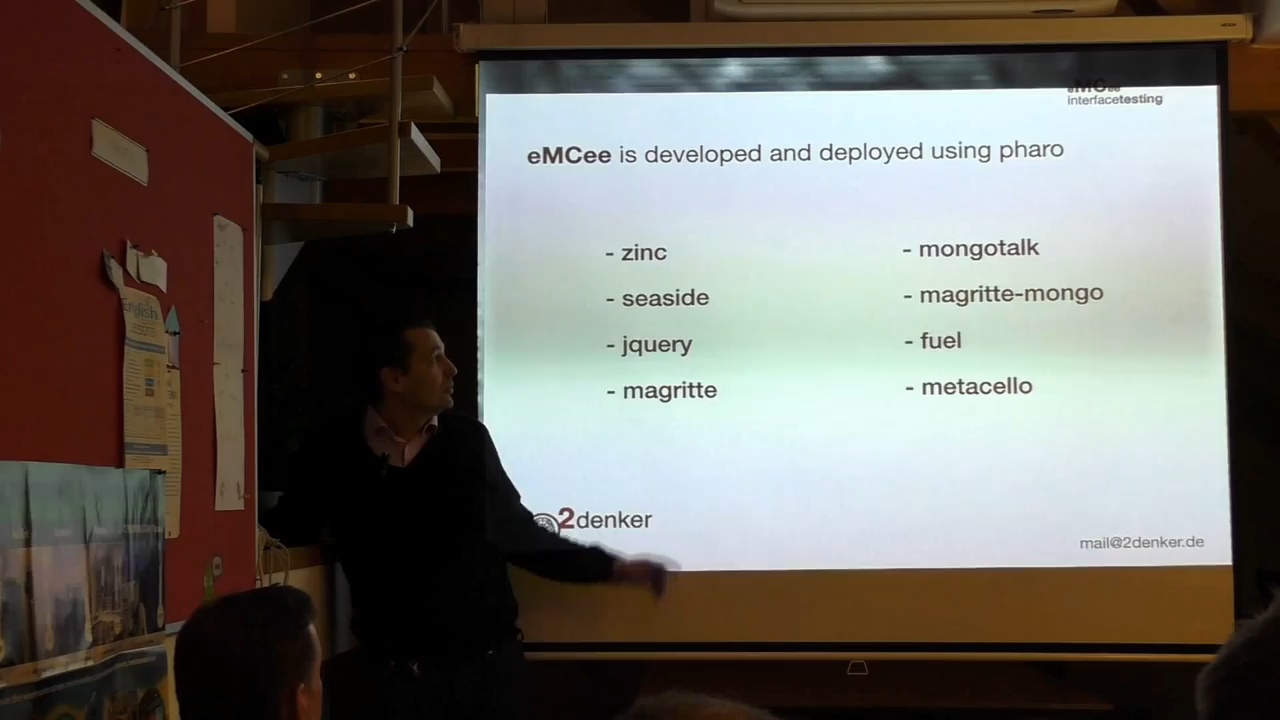 eMCee
interfacetesting
eMCee is developed and deployed using pharo
- zinc
- seaside
- jquery
- magritte
- mongotalk
- magritte-mongo
- fuel
- metacello
2denker
mail@2denker.de
English